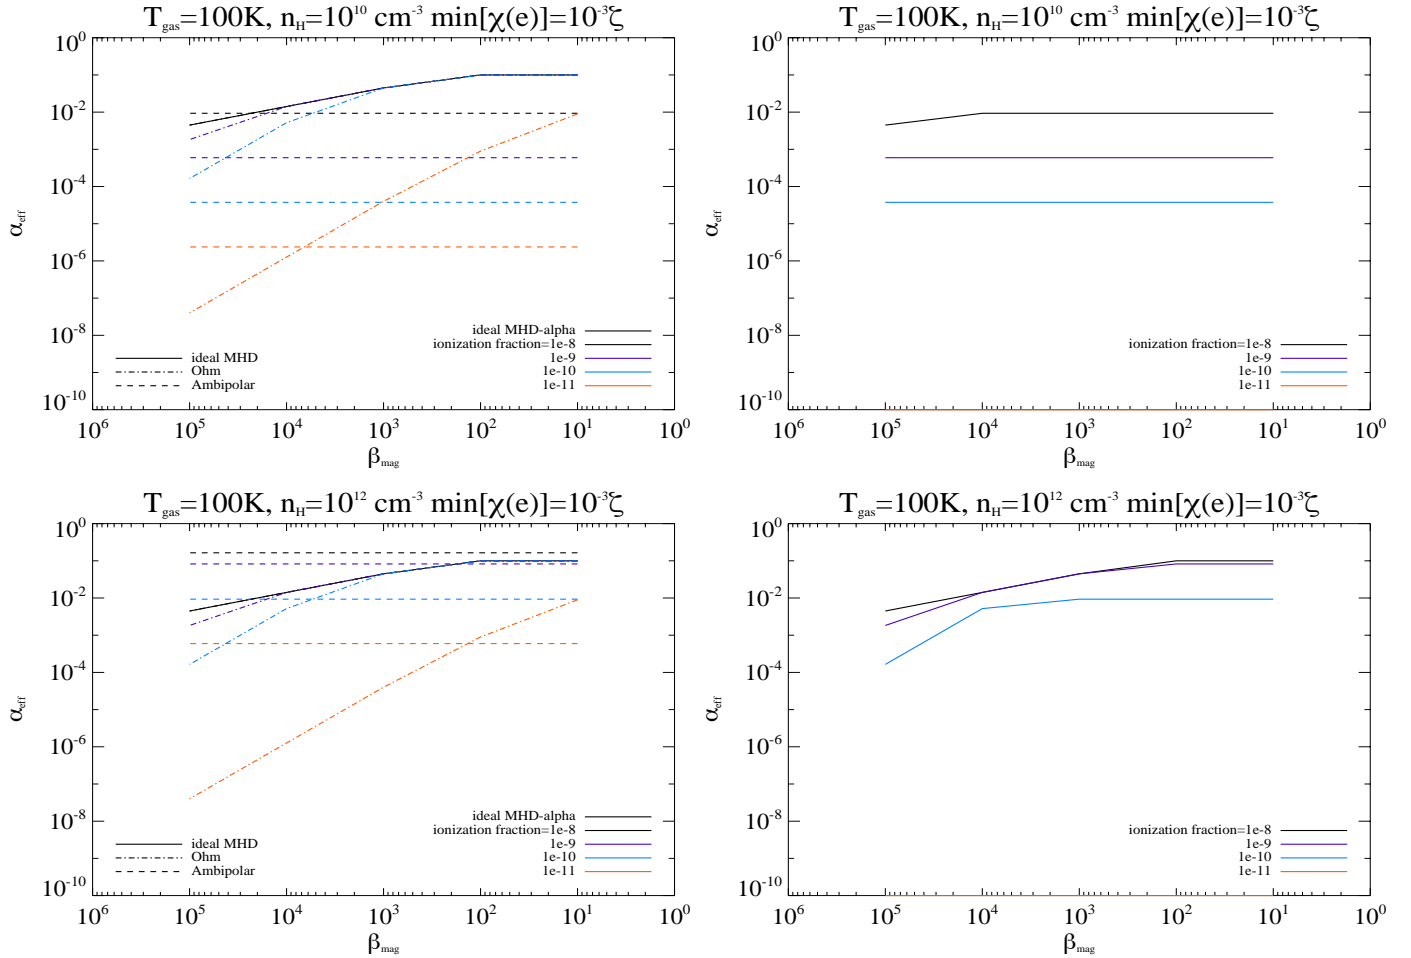 T_gas=100K, n_H=10^10 cm^-3 min[χ(e)]=10^-3ζ
10^0
10^-2
10^-4
10^-6
10^-8
10^-10
α_eff
ideal MHD
Ohm
Ambipolar
ideal MHD-alpha
ionization fraction=1e-8
1e-9
1e-10
1e-11
10^6 10^5 10^4 10^3 10^2 10^1 10^0
β_mag
T_gas=100K, n_H=10^10 cm^-3 min[χ(e)]=10^-3ζ
10^0
10^-2
10^-4
10^-6
10^-8
10^-10
α_eff
ionization fraction=1e-8
1e-9
1e-10
1e-11
10^6 10^5 10^4 10^3 10^2 10^1 10^0
β_mag
T_gas=100K, n_H=10^12 cm^-3 min[χ(e)]=10^-3ζ
10^0
10^-2
10^-4
10^-6
10^-8
10^-10
α_eff
ideal MHD
Ohm
Ambipolar
ideal MHD-alpha
ionization fraction=1e-8
1e-9
1e-10
1e-11
10^6 10^5 10^4 10^3 10^2 10^1 10^0
β_mag
T_gas=100K, n_H=10^12 cm^-3 min[χ(e)]=10^-3ζ
10^0
10^-2
10^-4
10^-6
10^-8
10^-10
α_eff
ionization fraction=1e-8
1e-9
1e-10
1e-11
10^6 10^5 10^4 10^3 10^2 10^1 10^0
β_mag